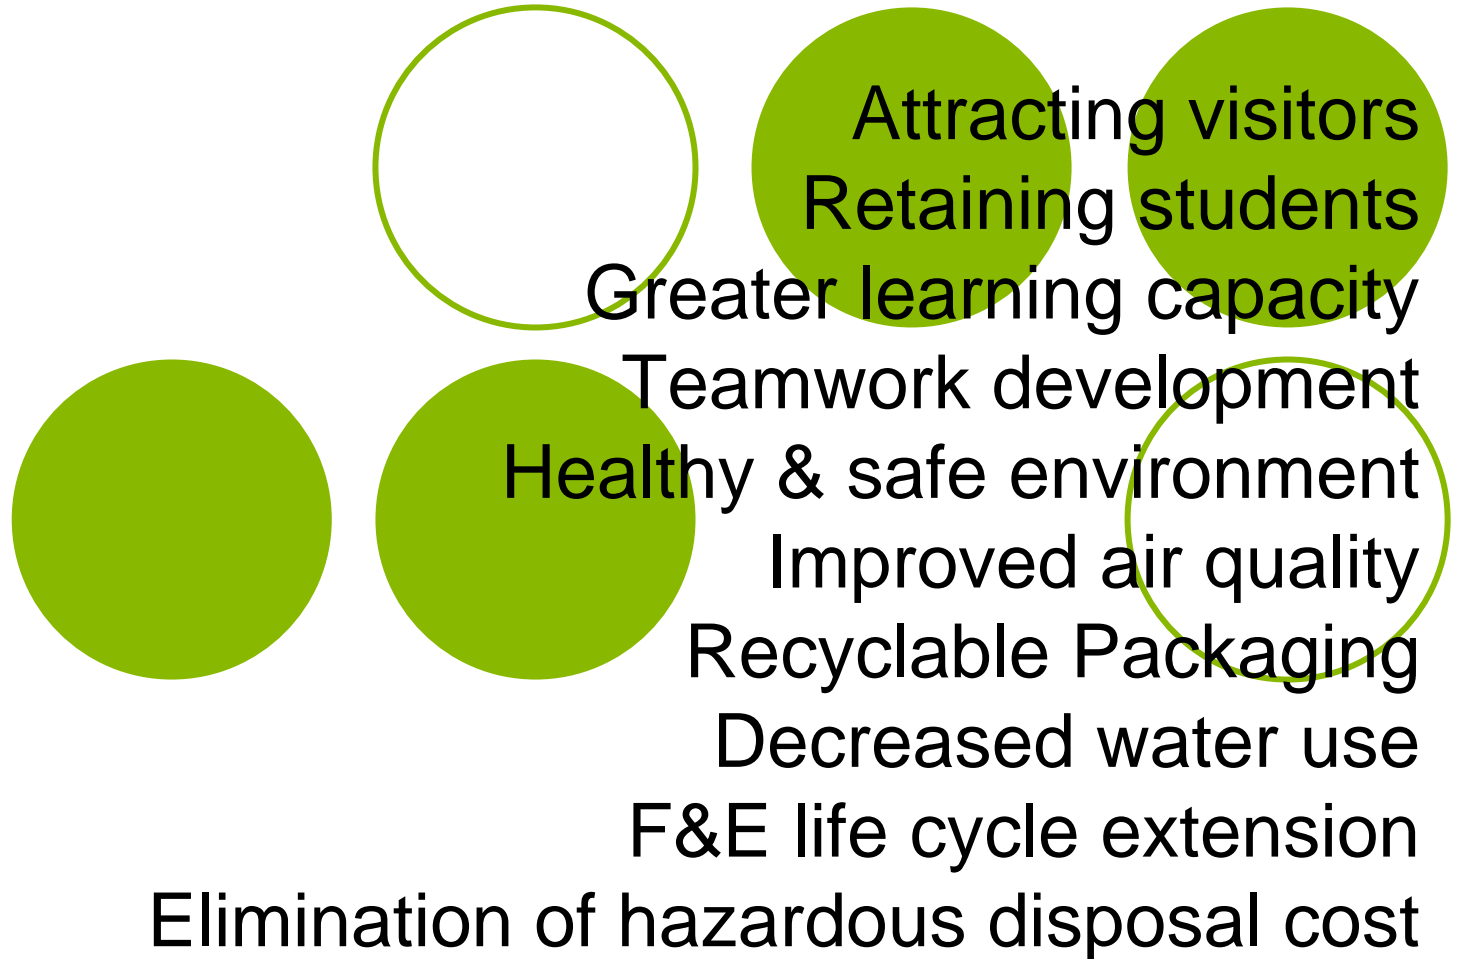 Attracting visitors
Retaining students
Greater learning capacity
Teamwork development
Healthy & safe environment
Improved air quality
Recyclable Packaging
Decreased water use
F&E life cycle extension
Elimination of hazardous disposal cost